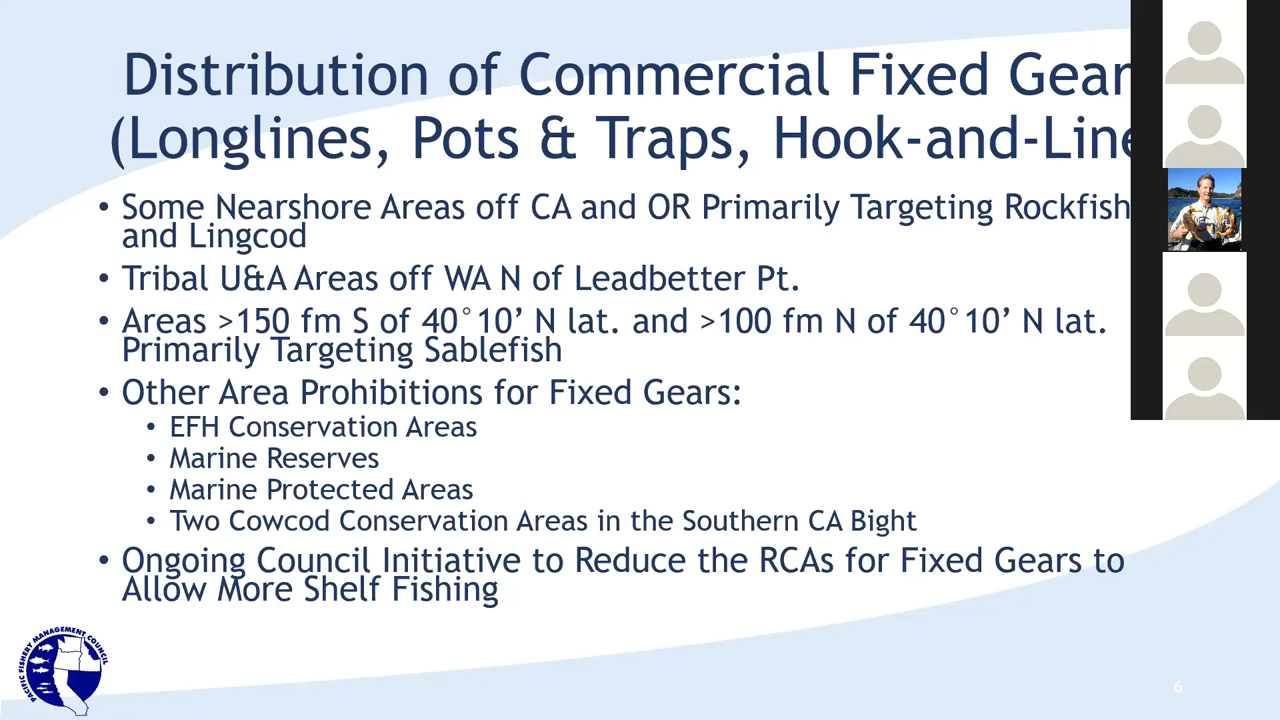 Distribution of Commercial Fixed Gear
(Longlines, Pots & Traps, Hook-and-Line
• Some Nearshore Areas off CA and OR Primarily Targeting Rockfish
and Lingcod
• Tribal U&A Areas off WA N of Leadbetter Pt.
• Areas >150 fm S of 40°10’ N lat. and >100 fm N of 40°10’ N lat.
Primarily Targeting Sablefish
• Other Area Prohibitions for Fixed Gears:
• EFH Conservation Areas
• Marine Reserves
• Marine Protected Areas
• Two Cowcod Conservation Areas in the Southern CA Bight
• Ongoing Council Initiative to Reduce the RCAs for Fixed Gears to
Allow More Shelf Fishing
PACIFIC FISHERY MANAGEMENT COUNCIL
6